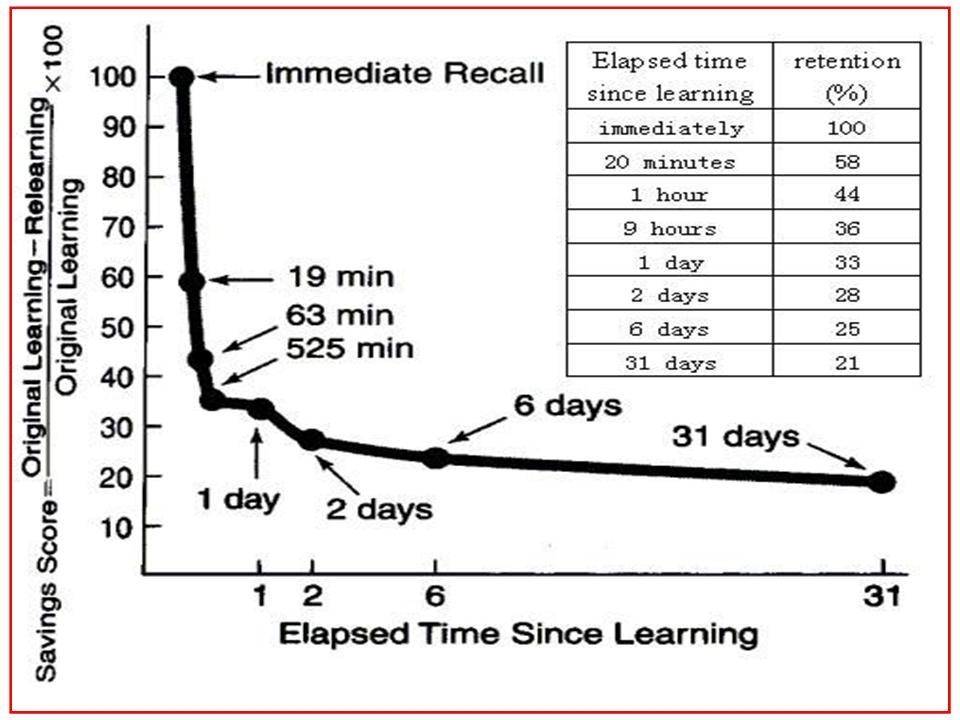 Savings Score = Original Learning – Relearning ×100
Original Learning
100
90
80
70
60
50
40
30
20
10
Immediate Recall
19 min
63 min
525 min
1 day
2 days
6 days
31 days
1 2 6 31
Elapsed Time Since Learning
Elapsed time retention
since learning (%)
immediately 100
20 minutes 58
1 hour 44
9 hours 36
1 day 33
2 days 28
6 days 25
31 days 21